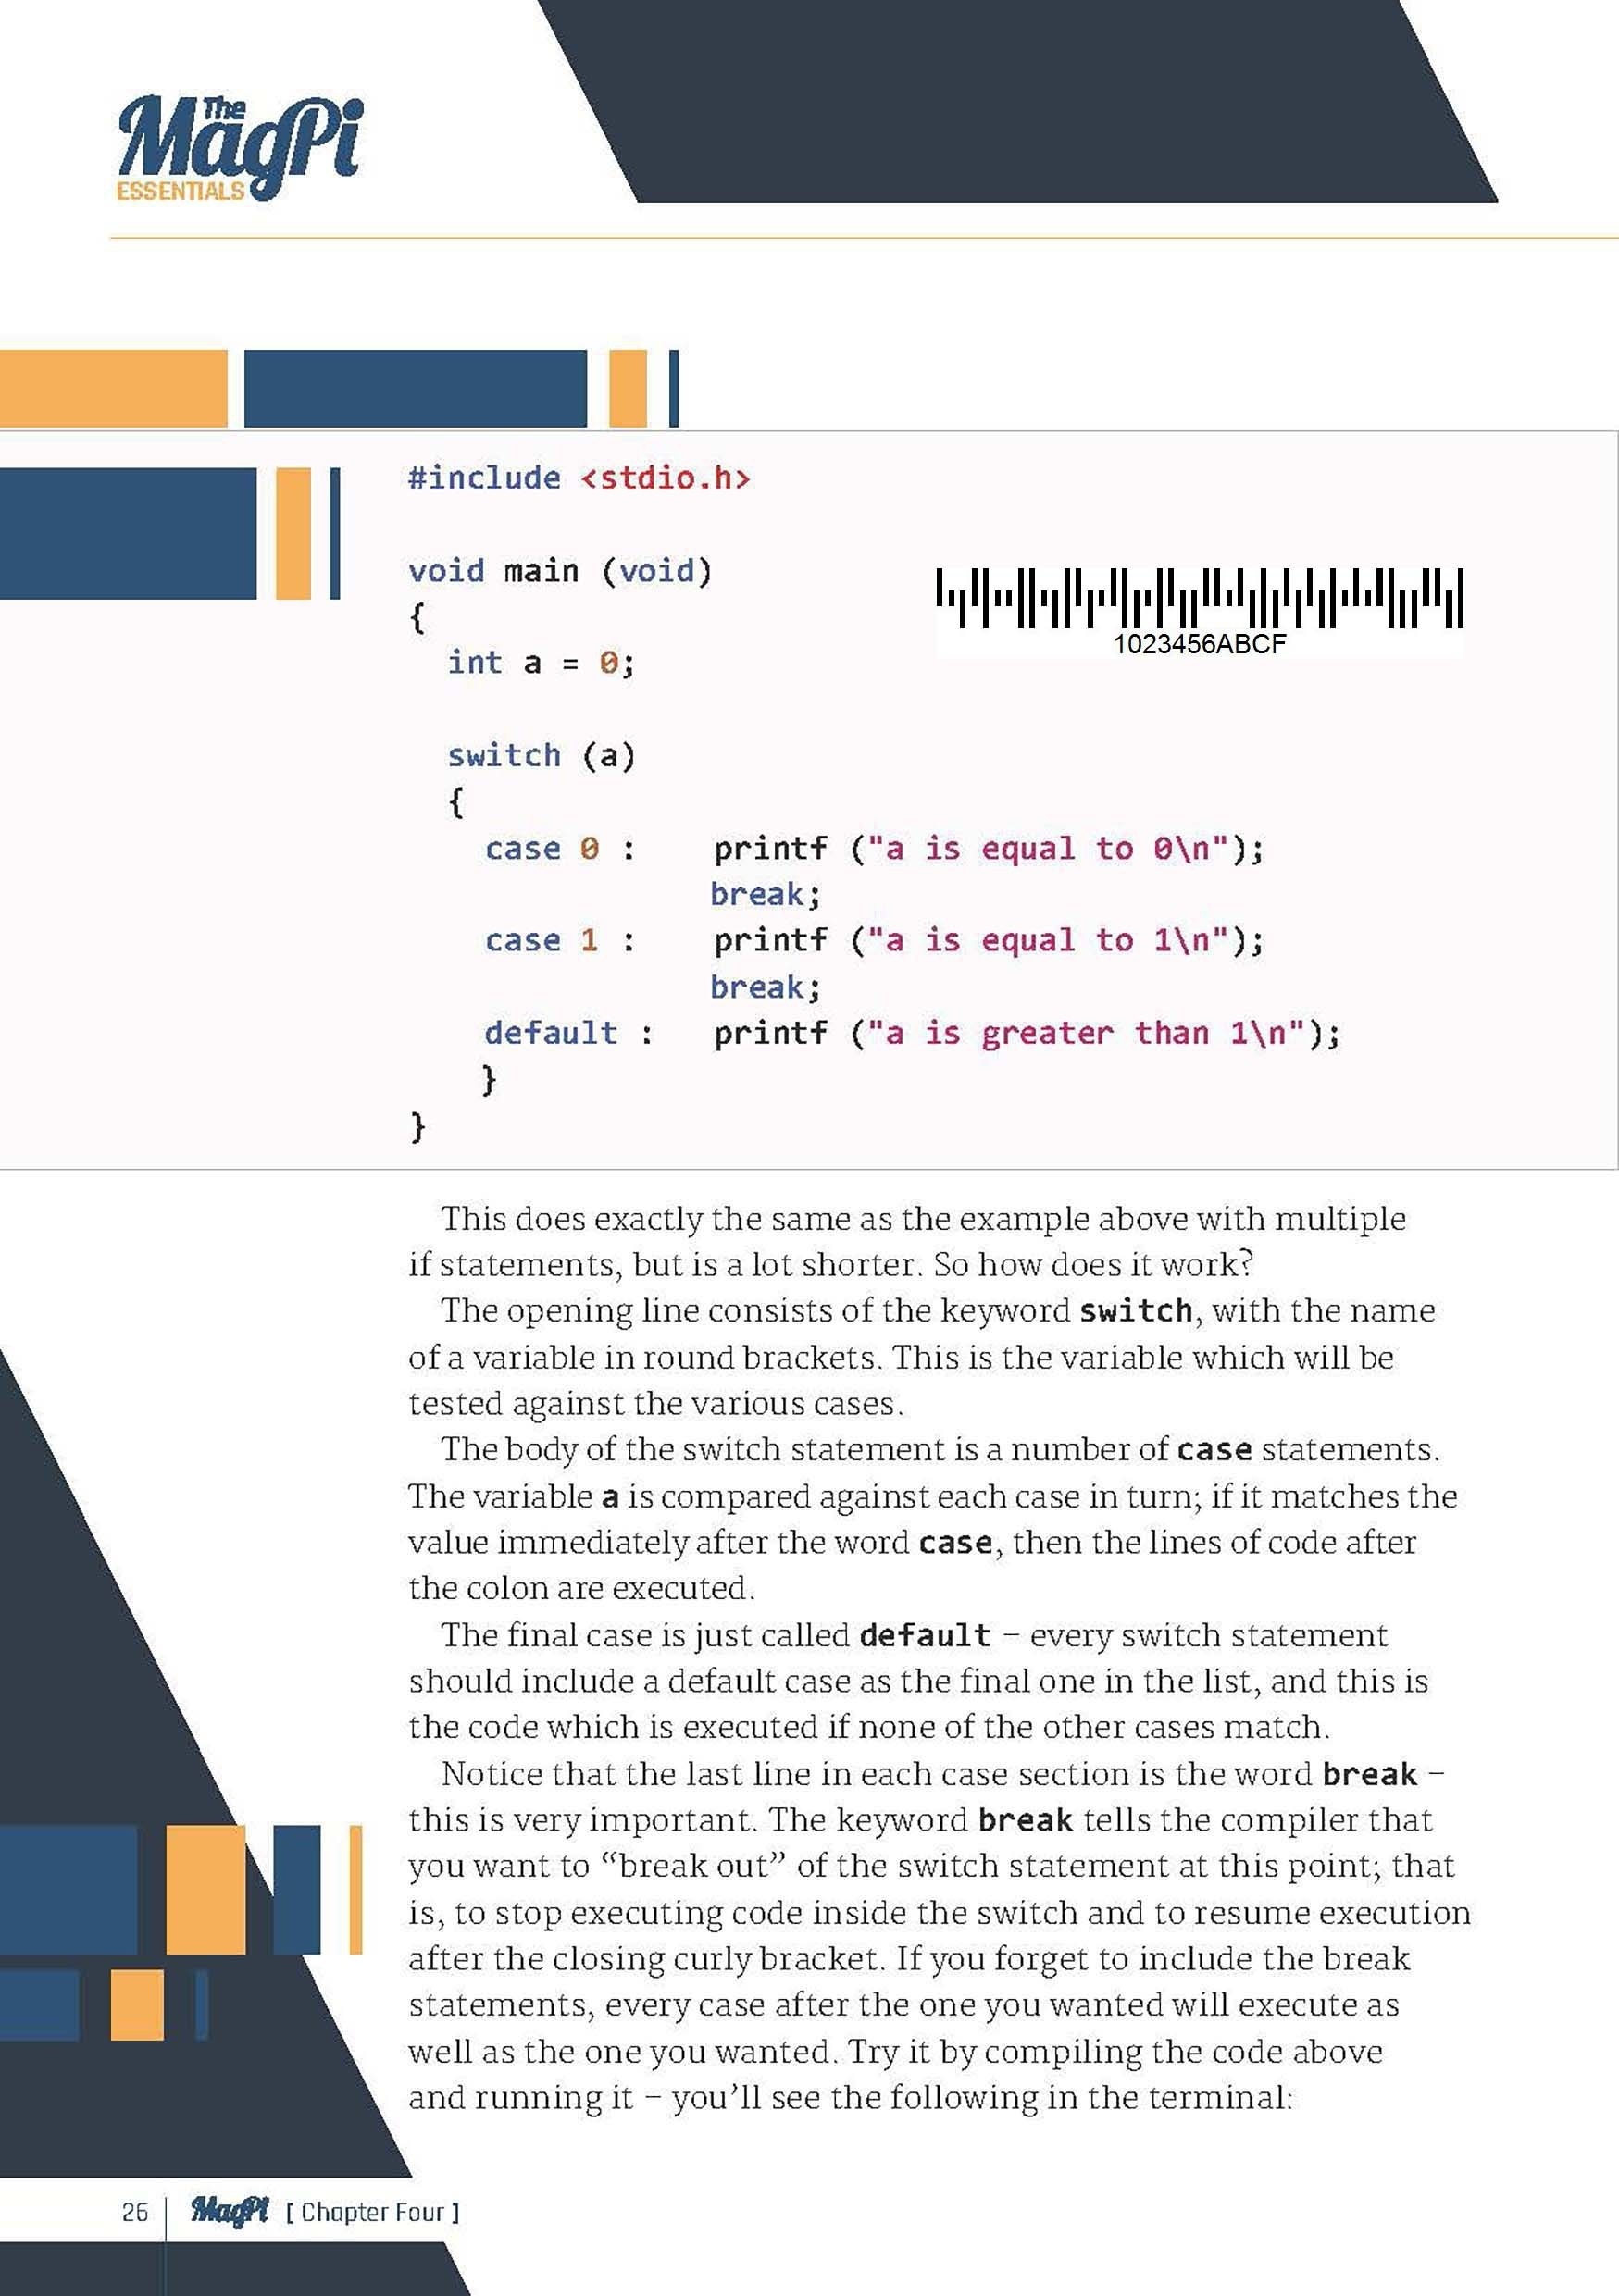 The
MagPi
ESSENTIALS
#include <stdio.h>
void main (void)
{
1023456ABCF
int a = 0;
switch (a)
{
case 0 : printf ("a is equal to 0\n");
break;
case 1 : printf ("a is equal to 1\n");
break;
default : printf ("a is greater than 1\n");
}
}
This does exactly the same as the example above with multiple
if statements, but is a lot shorter. So how does it work?
The opening line consists of the keyword switch, with the name
of a variable in round brackets. This is the variable which will be
tested against the various cases.
The body of the switch statement is a number of case statements.
The variable a is compared against each case in turn; if it matches the
value immediately after the word case, then the lines of code after
the colon are executed.
The final case is just called default – every switch statement
should include a default case as the final one in the list, and this is
the code which is executed if none of the other cases match.
Notice that the last line in each case section is the word break –
this is very important. The keyword break tells the compiler that
you want to “break out” of the switch statement at this point; that
is, to stop executing code inside the switch and to resume execution
after the closing curly bracket. If you forget to include the break
statements, every case after the one you wanted will execute as
well as the one you wanted. Try it by compiling the code above
and running it – you’ll see the following in the terminal:
26 MagPi [ Chapter Four ]